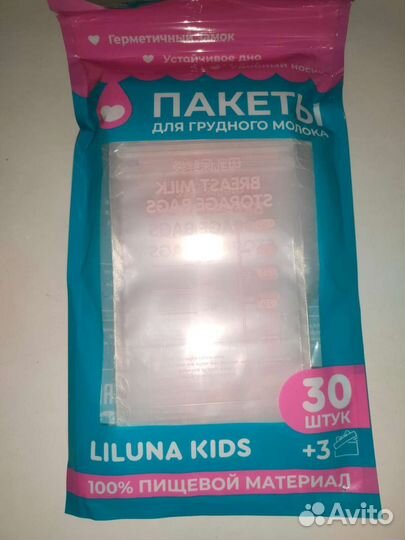 Герметичный замок
Устойчивое дно
ПАКЕТЫ
ДЛЯ ГРУДНОГО МОЛОКА
BREAST MILK
STORAGE BAGS
30
ШТУК
+3
LILUNA KIDS
100% ПИЩЕВОЙ МАТЕРИАЛ
Avito